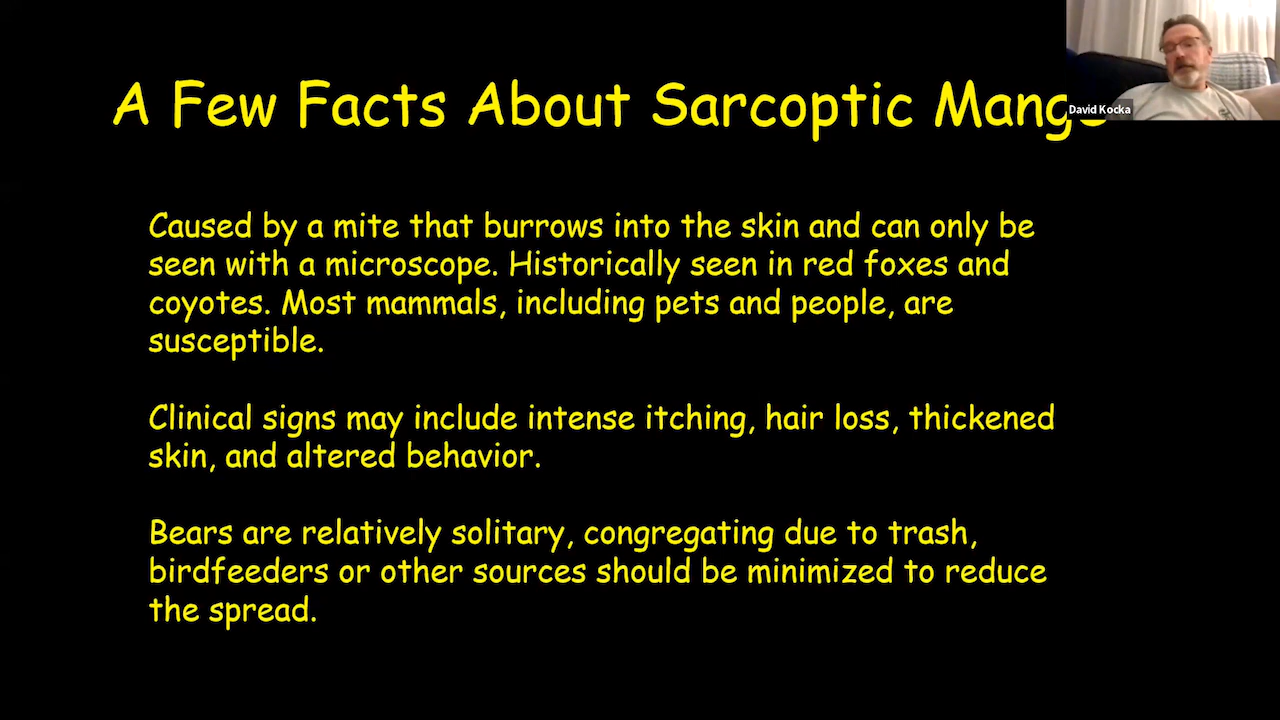 A Few Facts About Sarcoptic Mange
David Kocka
Caused by a mite that burrows into the skin and can only be
seen with a microscope. Historically seen in red foxes and
coyotes. Most mammals, including pets and people, are
susceptible.
Clinical signs may include intense itching, hair loss, thickened
skin, and altered behavior.
Bears are relatively solitary, congregating due to trash,
birdfeeders or other sources should be minimized to reduce
the spread.